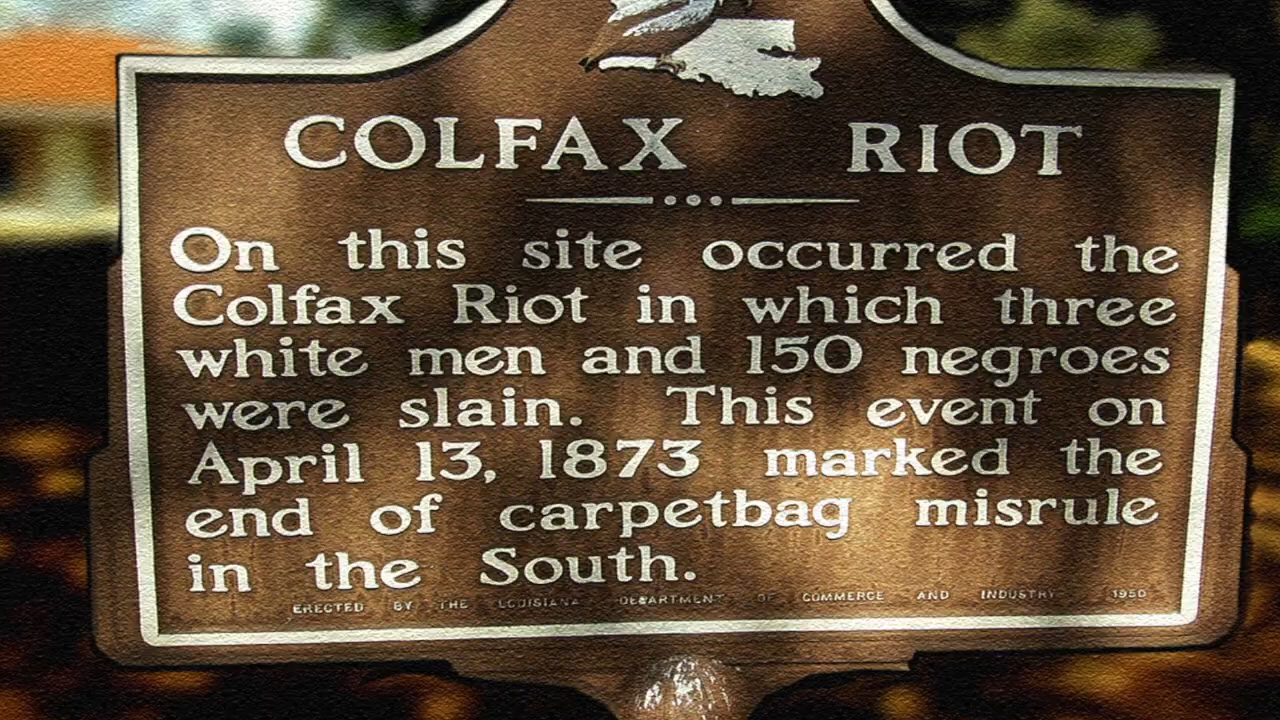 COLFAX RIOT
On this site occurred the
Colfax Riot in which three
white men and 150 negroes
were slain. This event on
April 13, 1873 marked the
end of carpetbag misrule
in the South.
ERECTED BY THE LOUISIANA DEPARTMENT OF COMMERCE AND INDUSTRY 1950